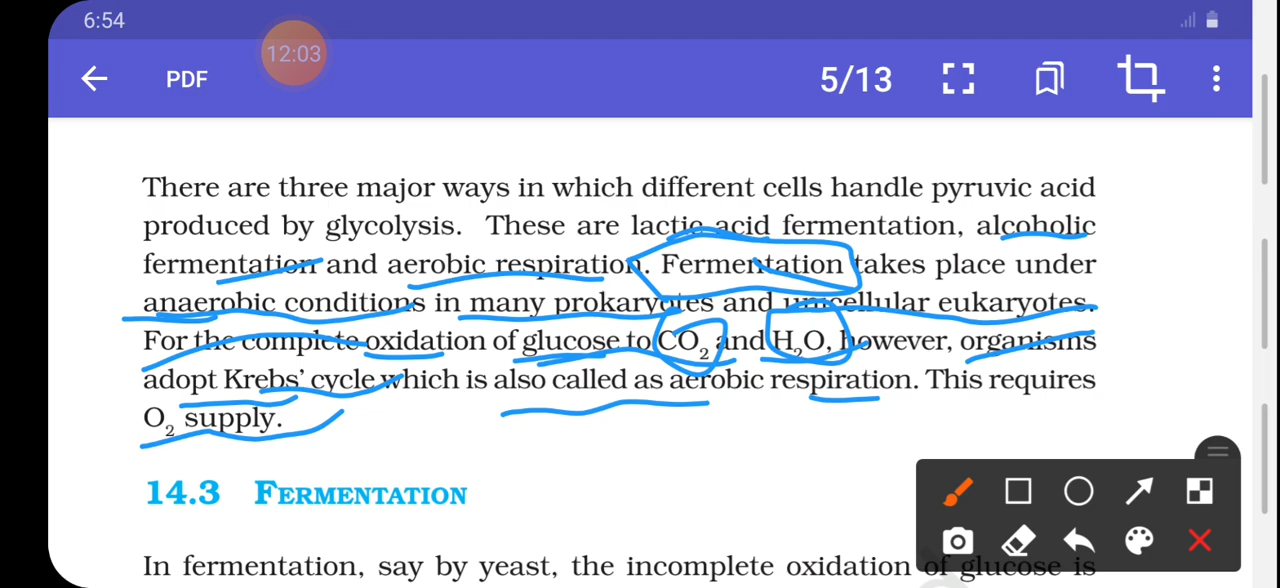 6:54
12:03
PDF
5/13
There are three major ways in which different cells handle pyruvic acid
produced by glycolysis. These are lactic acid fermentation, alcoholic
fermentation and aerobic respiration. Fermentation takes place under
anaerobic conditions in many prokaryotes and unicellular eukaryotes.
For the complete oxidation of glucose to CO₂ and H₂O, however, organisms
adopt Krebs’ cycle which is also called as aerobic respiration. This requires
O₂ supply.
14.3 FERMENTATION
In fermentation, say by yeast, the incomplete oxidation of glucose is